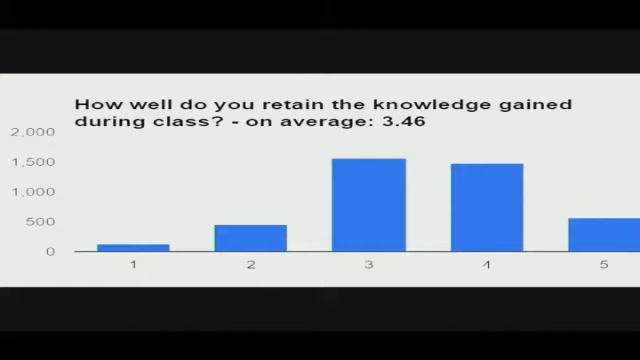 How well do you retain the knowledge gained
during class? - on average: 3.46
2,000
1,500
1,000
500
0
1 2 3 4 5